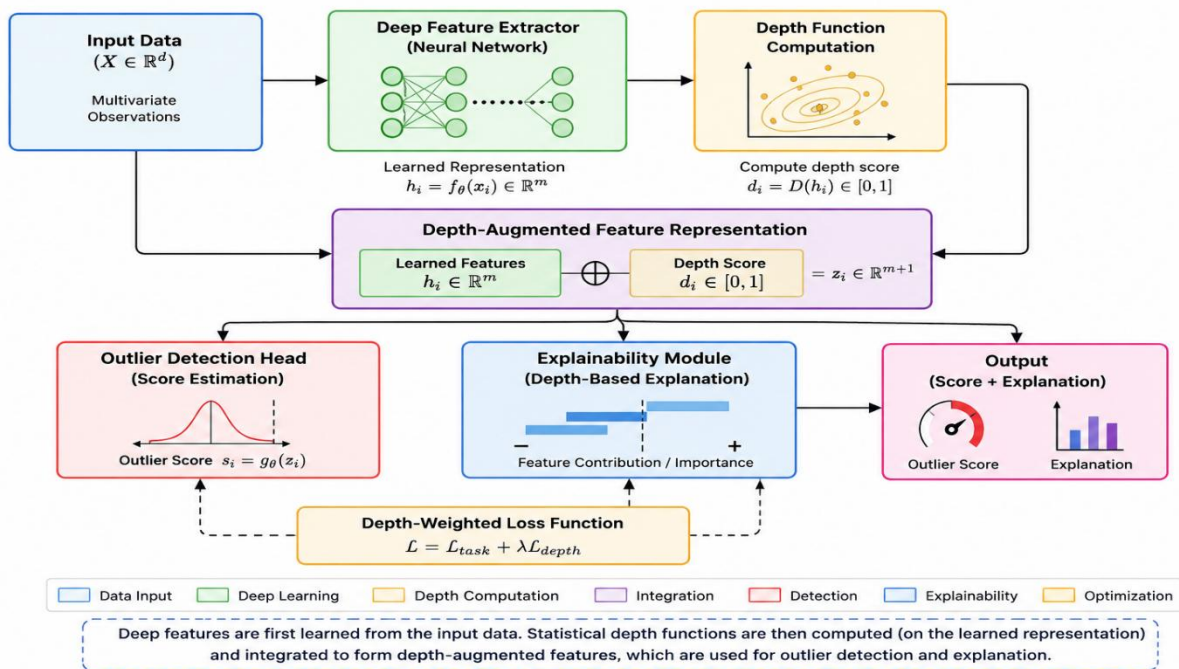 Input Data
(X ∈ ℝ^d)
Multivariate
Observations
Deep Feature Extractor
(Neural Network)
Learned Representation
h_i = f_θ(x_i) ∈ ℝ^m
Depth Function
Computation
Compute depth score
d_i = D(h_i) ∈ [0, 1]
Depth-Augmented Feature Representation
Learned Features
h_i ∈ ℝ^m
⊕
Depth Score
d_i ∈ [0, 1]
= z_i ∈ ℝ^{m+1}
Outlier Detection Head
(Score Estimation)
Outlier Score s_i = g_θ(z_i)
Explainability Module
(Depth-Based Explanation)
− +
Feature Contribution / Importance
Output
(Score + Explanation)
Outlier Score
Explanation
Depth-Weighted Loss Function
ℒ = ℒ_task + λℒ_depth
Data Input
Deep Learning
Depth Computation
Integration
Detection
Explainability
Optimization
Deep features are first learned from the input data. Statistical depth functions are then computed (on the learned representation)
and integrated to form depth-augmented features, which are used for outlier detection and explanation.